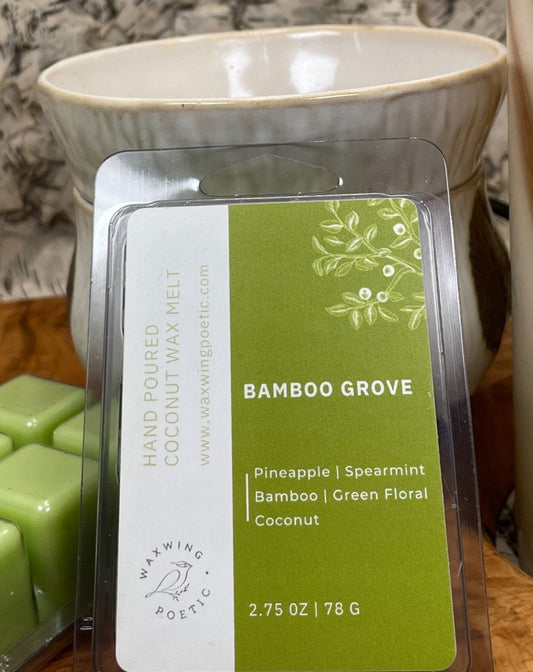 HAND POURED
COCONUT WAX MELT
www.waxwingpoetic.com
BAMBOO GROVE
Pineapple | Spearmint
Bamboo | Green Floral
Coconut
WAXWING
POETIC •
2.75 OZ | 78 G